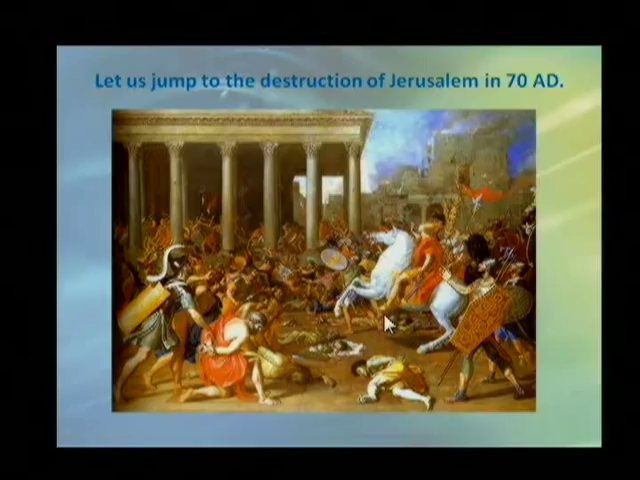 Let us jump to the destruction of Jerusalem in 70 AD.